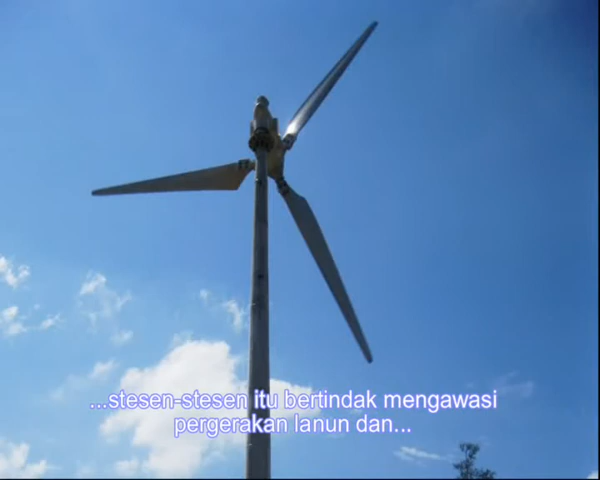 ...stesen-stesen itu bertindak mengawasi
pergerakan lanun dan...